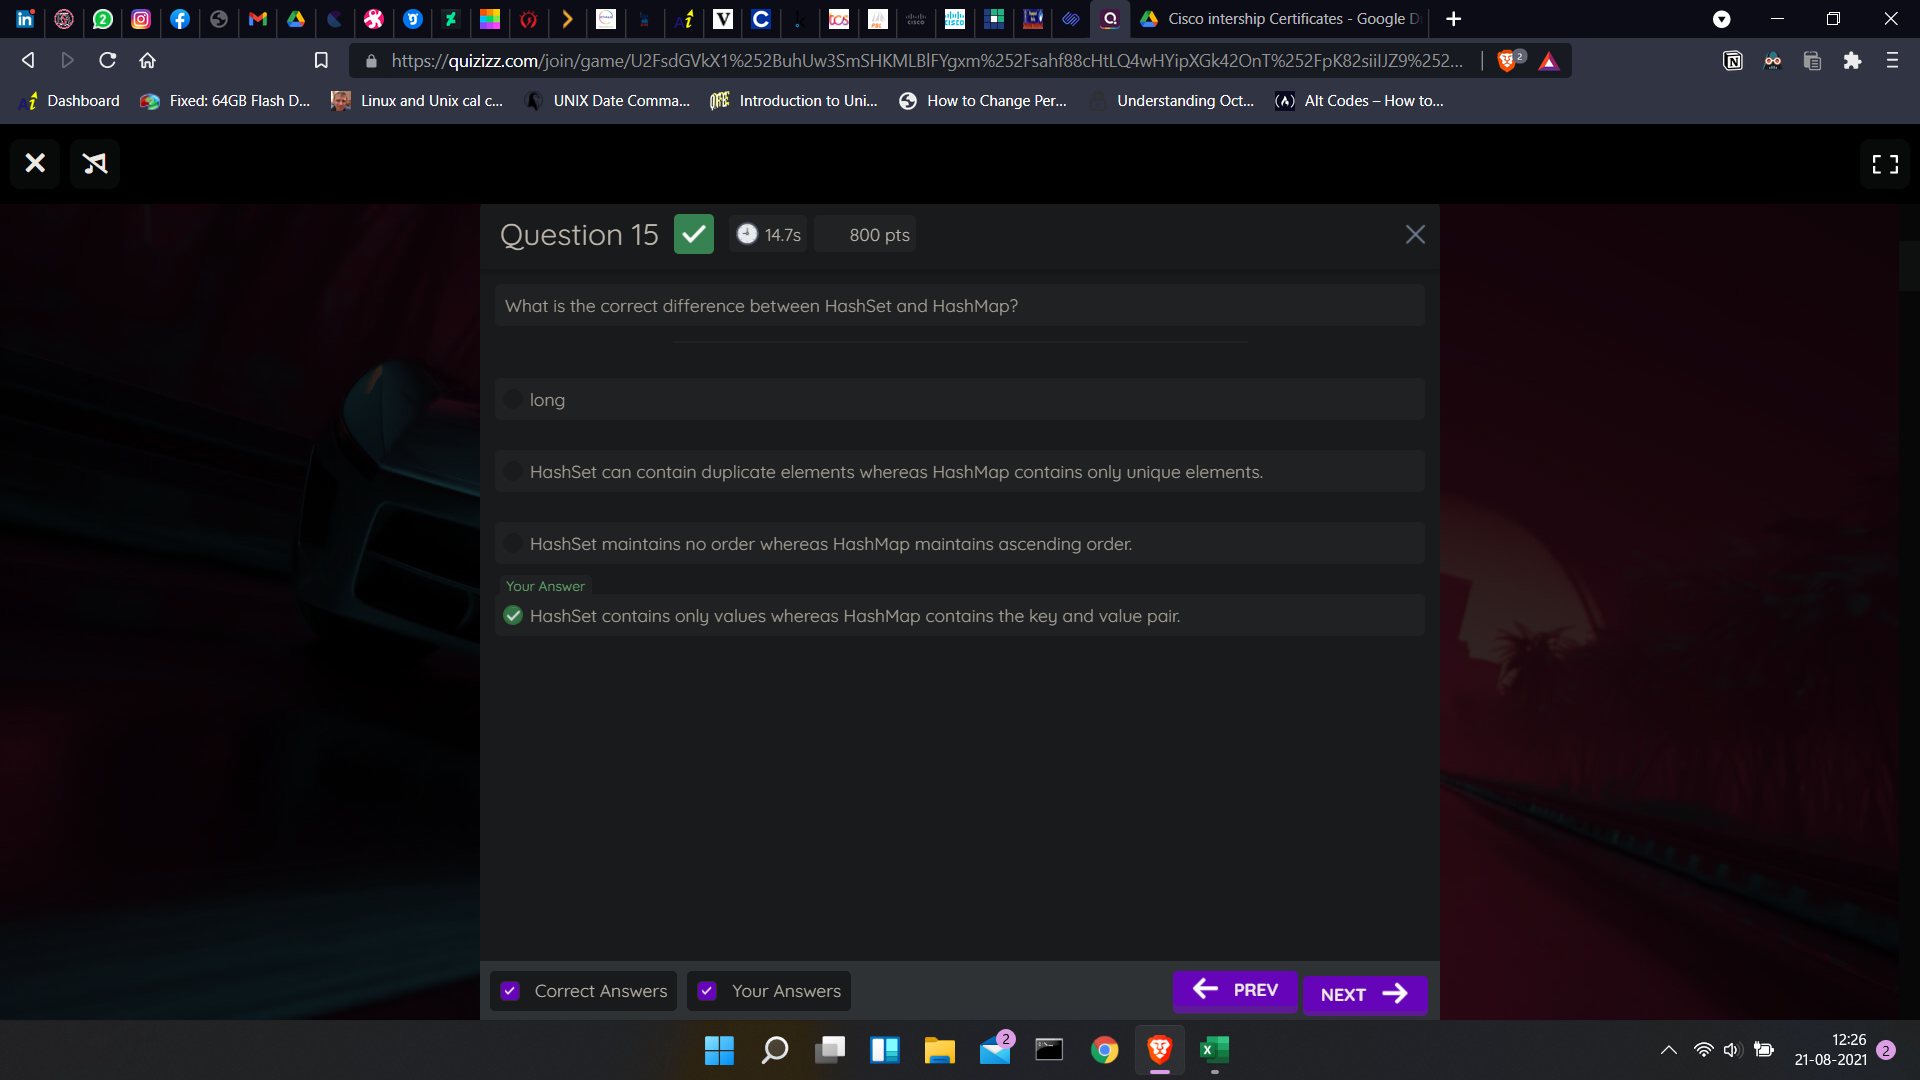 Cisco intership Certificates - Google D
https://quizizz.com/join/game/U2FsdGVkX1%252BuhUw3SmSHKMLBlFYgxm%252Fsahf88cHtLQ4wHYipXGk42OnT%252FpK82siiIJZ9%252...
2
Dashboard
Fixed: 64GB Flash D...
Linux and Unix cal c...
UNIX Date Comma...
Introduction to Uni...
How to Change Per...
Understanding Oct...
Alt Codes – How to...
Question 15
14.7s
800 pts
What is the correct difference between HashSet and HashMap?
long
HashSet can contain duplicate elements whereas HashMap contains only unique elements.
HashSet maintains no order whereas HashMap maintains ascending order.
Your Answer
HashSet contains only values whereas HashMap contains the key and value pair.
Correct Answers
Your Answers
PREV
NEXT
2
12:26
21-08-2021
2